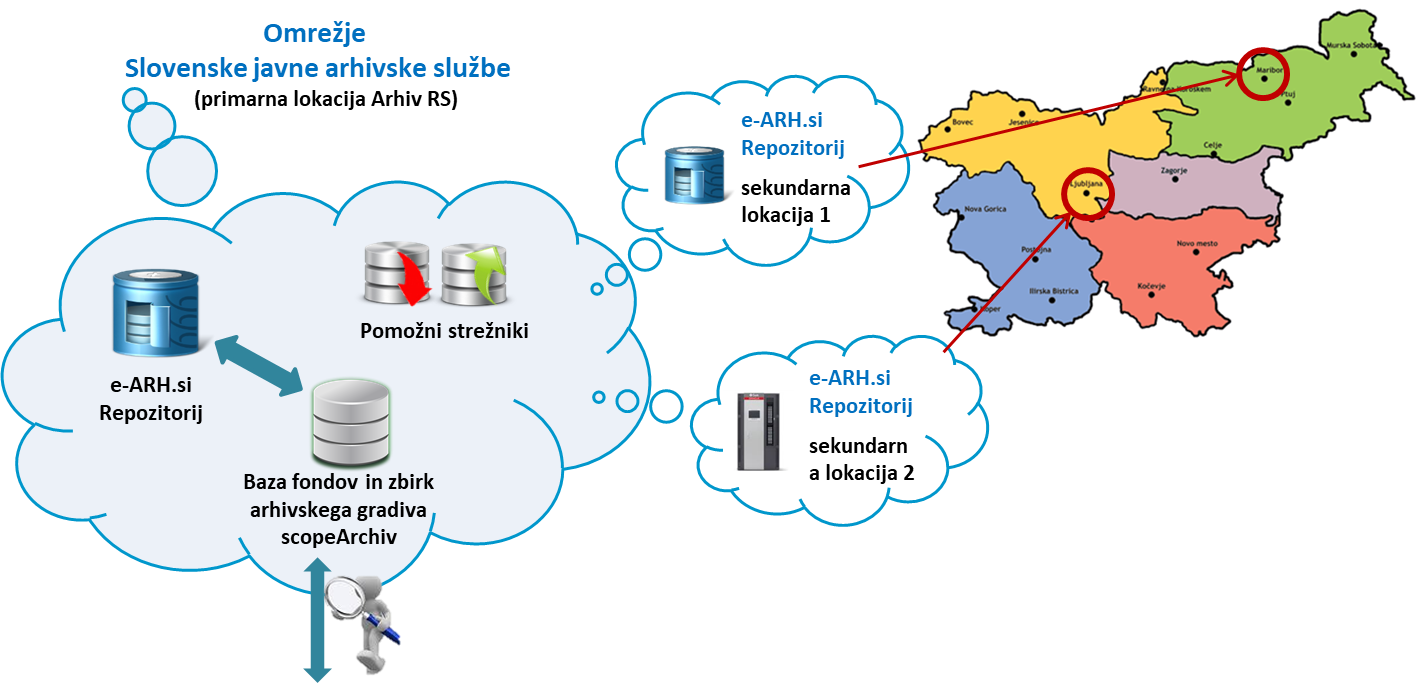 Omrežje
Slovenske javne arhivske službe
(primarna lokacija Arhiv RS)
e-ARH.si
Repozitorij
sekundarna
lokacija 1
Pomožni strežniki
e-ARH.si
Repozitorij
Baza fondov in zbirk
arhivskega gradiva
scopeArchiv
e-ARH.si
Repozitorij
sekundarn
a lokacija 2
Murska Sobota
Maribor
Ravne na Koroškem
Ptuj
Bovec
Jesenice
Celje
Zagorje
Ljubljana
Nova Gorica
Novo mesto
Postojna
Kočevje
Ilirska Bistrica
Koper